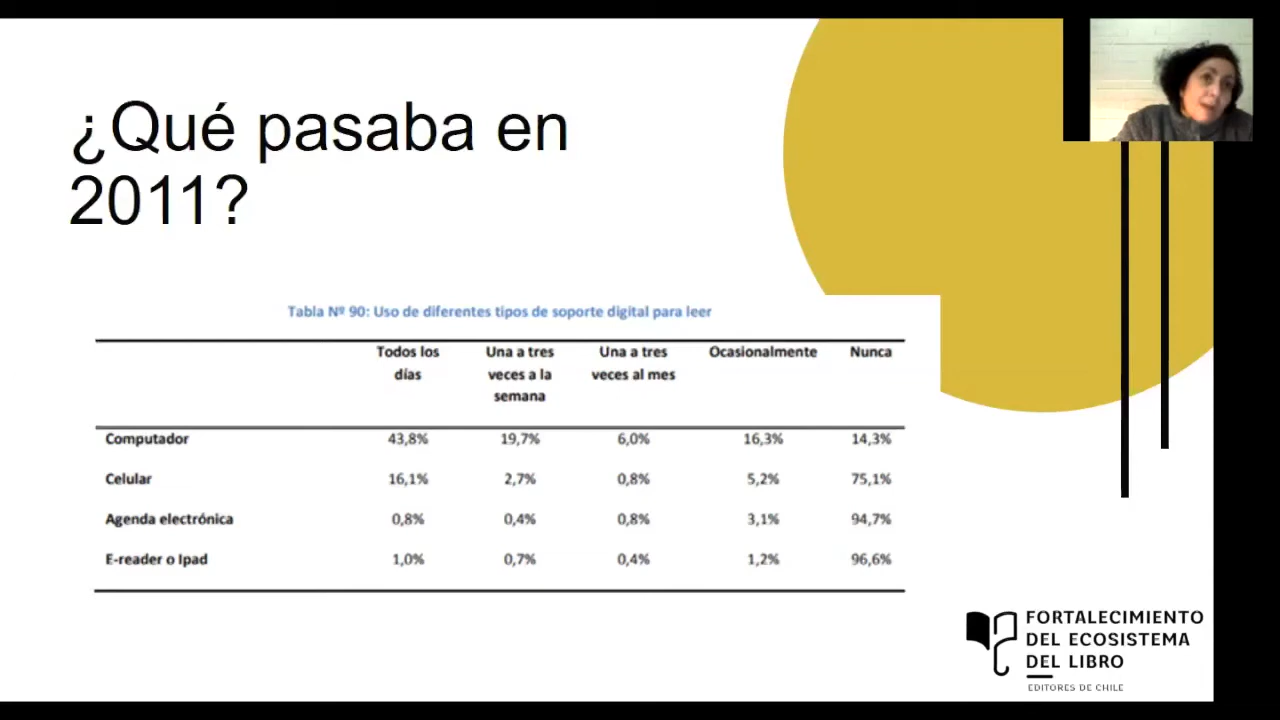 ¿Qué pasaba en
2011?
Tabla Nº 90: Uso de diferentes tipos de soporte digital para leer
Todos los días Una a tres veces a la semana Una a tres veces al mes Ocasionalmente Nunca
Computador 43,8% 19,7% 6,0% 16,3% 14,3%
Celular 16,1% 2,7% 0,8% 5,2% 75,1%
Agenda electrónica 0,8% 0,4% 0,8% 3,1% 94,7%
E-reader o Ipad 1,0% 0,7% 0,4% 1,2% 96,6%
FORTALECIMIENTO
DEL ECOSISTEMA
DEL LIBRO
EDITORES DE CHILE